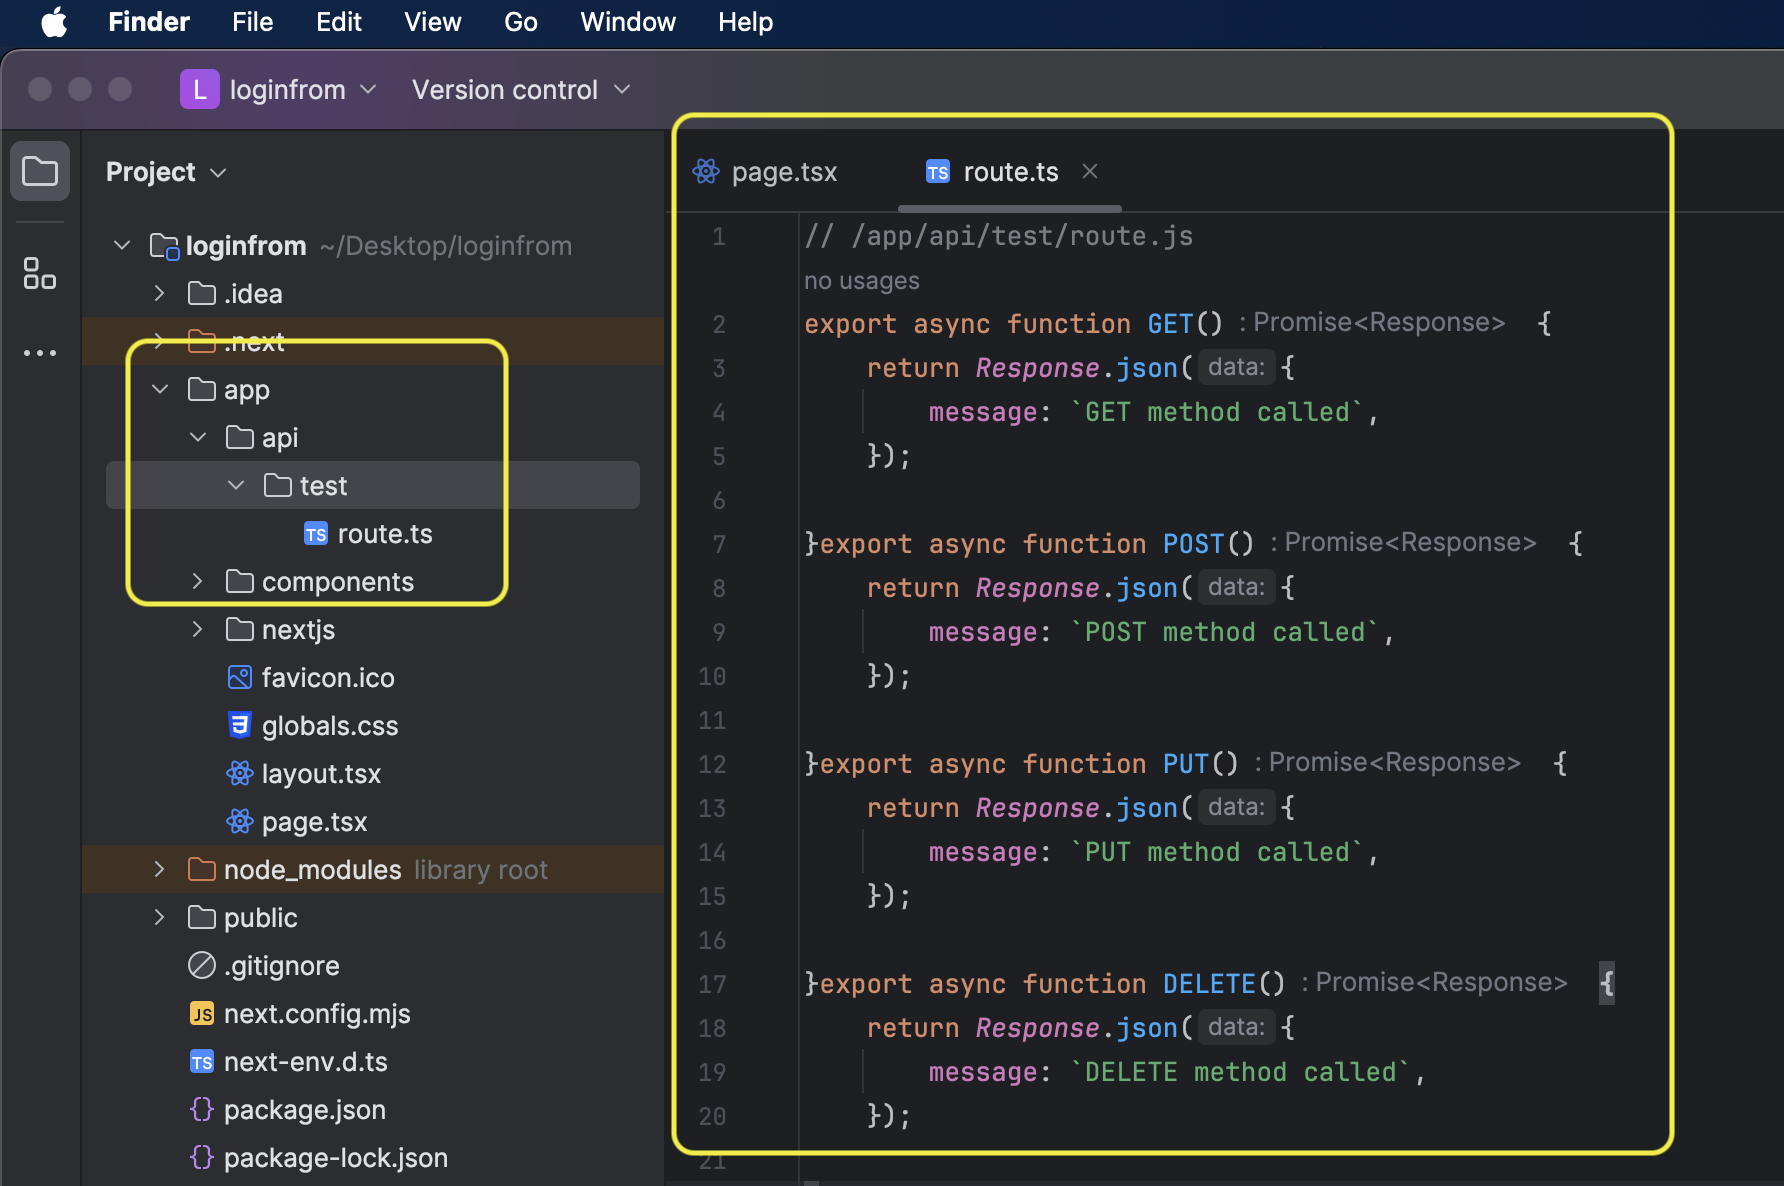 Finder File Edit View Go Window Help
L loginfrom Version control
Project
loginfrom ~/Desktop/loginfrom
.idea
.next
app
api
test
TS route.ts
components
nextjs
favicon.ico
globals.css
layout.tsx
page.tsx
node_modules library root
public
.gitignore
JS next.config.mjs
TS next-env.d.ts
{} package.json
{} package-lock.json
page.tsx TS route.ts
1 // /app/api/test/route.js
no usages
2 export async function GET() : Promise<Response> {
3 return Response.json( data: {
4 message: `GET method called`,
5 });
6
7 }export async function POST() : Promise<Response> {
8 return Response.json( data: {
9 message: `POST method called`,
10 });
11
12 }export async function PUT() : Promise<Response> {
13 return Response.json( data: {
14 message: `PUT method called`,
15 });
16
17 }export async function DELETE() : Promise<Response> {
18 return Response.json( data: {
19 message: `DELETE method called`,
20 });
21